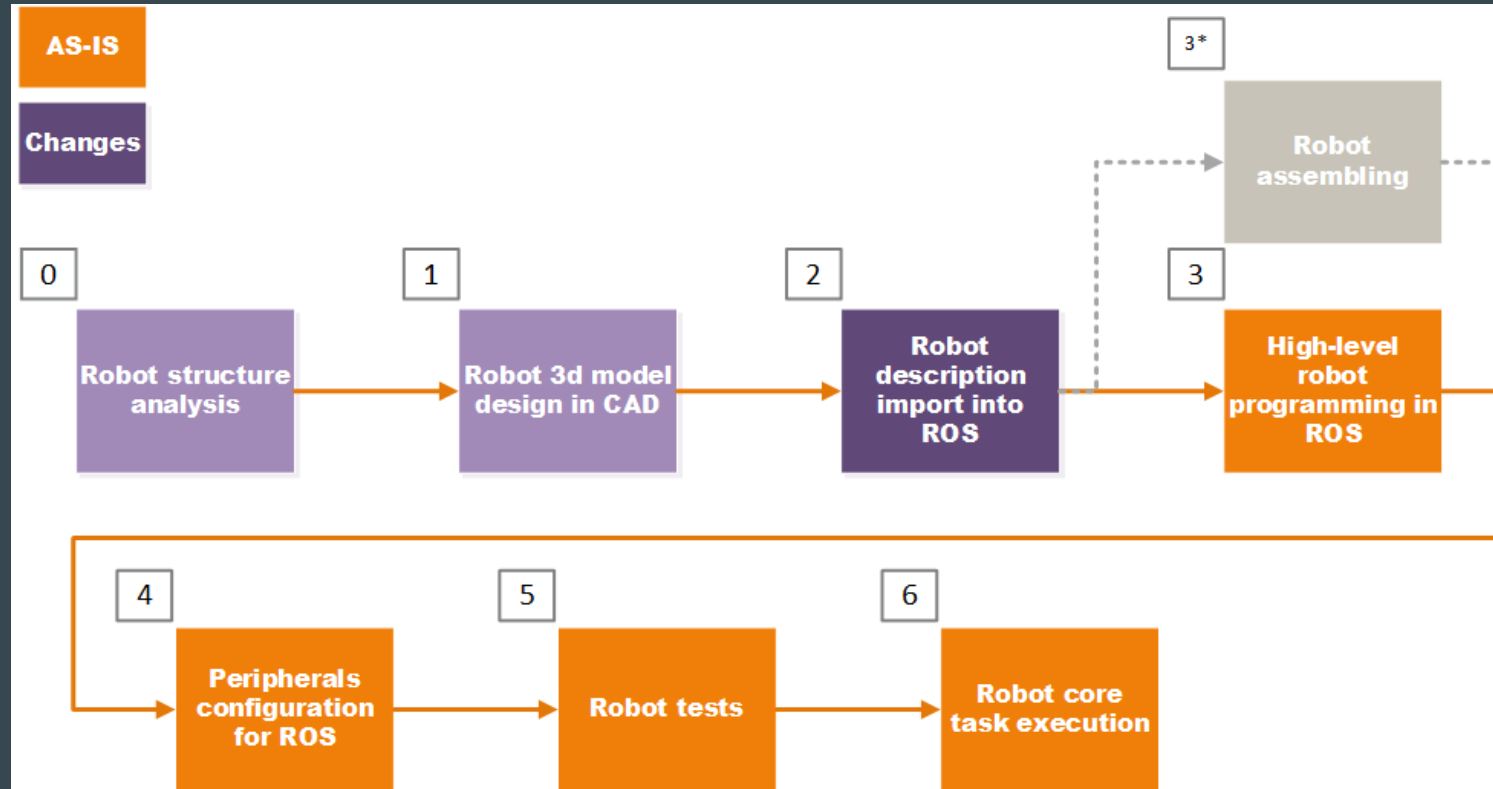 AS-IS
Changes
3*
Robot
assembling
0
1
2
3
Robot structure
analysis
Robot 3d model
design in CAD
Robot
description
import into
ROS
High-level
robot
programming in
ROS
4
5
6
Peripherals
configuration
for ROS
Robot tests
Robot core
task execution